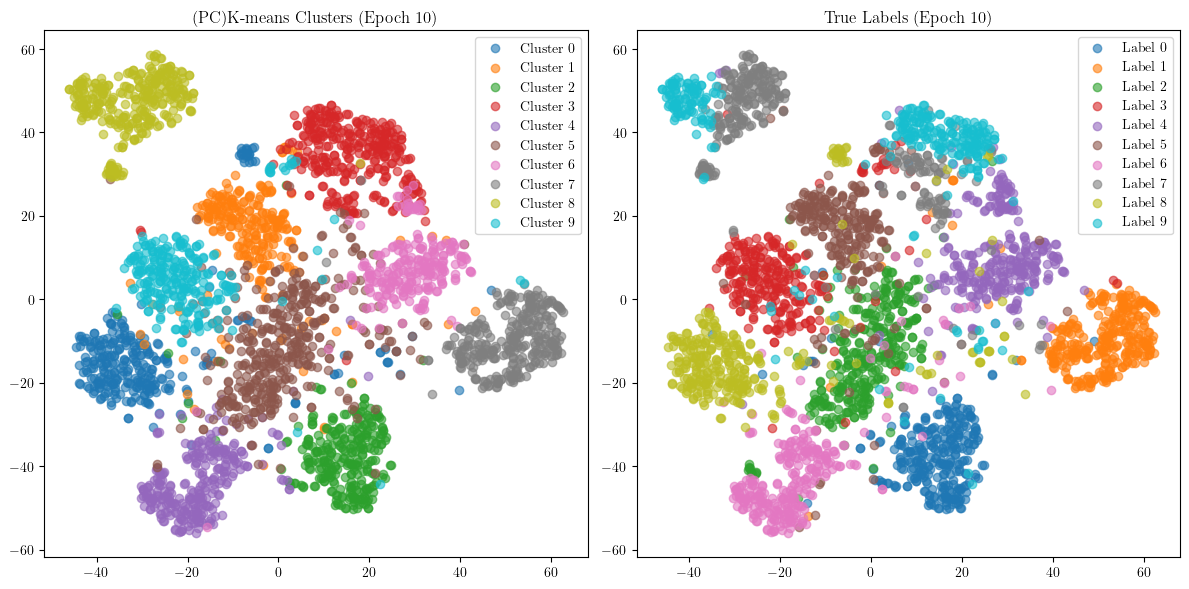 (PC)K-means Clusters (Epoch 10)
60
40
20
0
−20
−40
−60
−40
−20
0
20
40
60
Cluster 0
Cluster 1
Cluster 2
Cluster 3
Cluster 4
Cluster 5
Cluster 6
Cluster 7
Cluster 8
Cluster 9
True Labels (Epoch 10)
60
40
20
0
−20
−40
−60
−40
−20
0
20
40
60
Label 0
Label 1
Label 2
Label 3
Label 4
Label 5
Label 6
Label 7
Label 8
Label 9